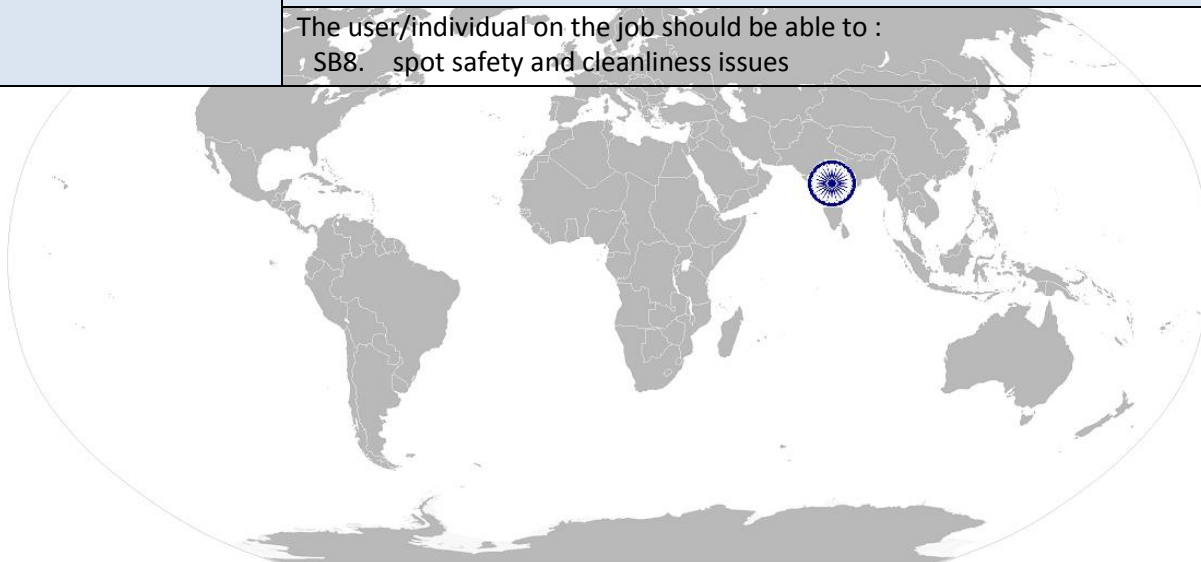 The user/individual on the job should be able to :
SB8. spot safety and cleanliness issues